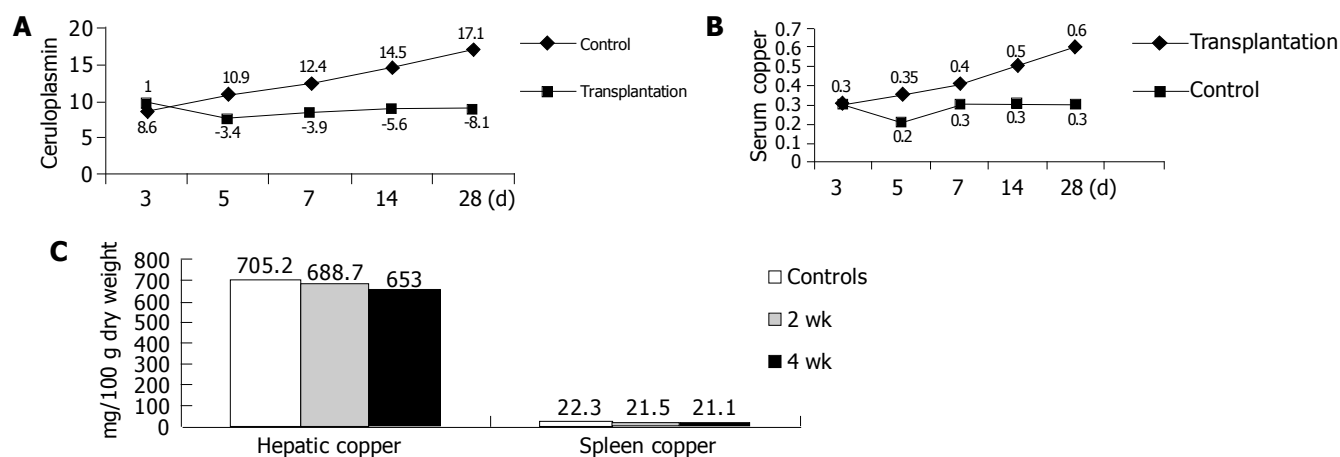 A
Ceruloplasmin
20
15
10
5
0
1
10.9
12.4
14.5
17.1
8.6
-3.4
-3.9
-5.6
-8.1
3 5 7 14 28 (d)
Control
Transplantation
B
Serum copper
0.7
0.6
0.5
0.4
0.3
0.2
0.1
0
0.3
0.35
0.4
0.5
0.6
0.2
0.3
0.3
0.3
3 5 7 14 28 (d)
Transplantation
Control
C
mg/100 g dry weight
800
700
600
500
400
300
200
100
0
705.2
688.7
653
22.3 21.5 21.1
Hepatic copper Spleen copper
Controls
2 wk
4 wk